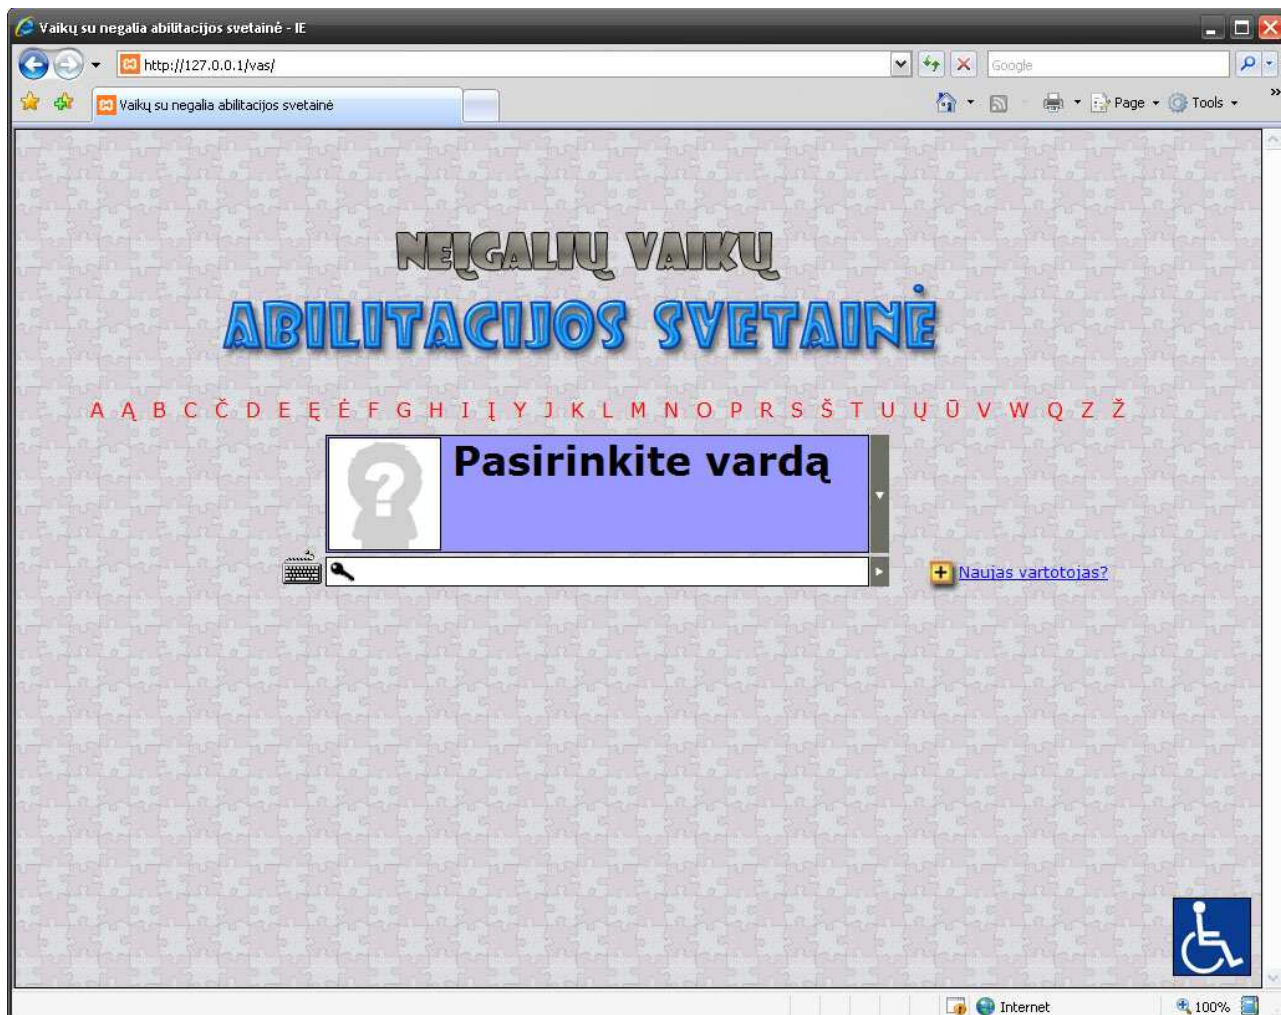 Vaikų su negalia abilitacijos svetainė - IE
http://127.0.0.1/vas/
Google
Vaikų su negalia abilitacijos svetainė
Page
Tools
NEĮGALIŲ VAIKŲ
ABILITACIJOS SVETAINĖ
A Ą B C Č D E Ę Ė F G H I Į Y J K L M N O P R S Š T U Ų Ū V W Q Z Ž
Pasirinkite vardą
Naujas vartotojas?
Internet
100%